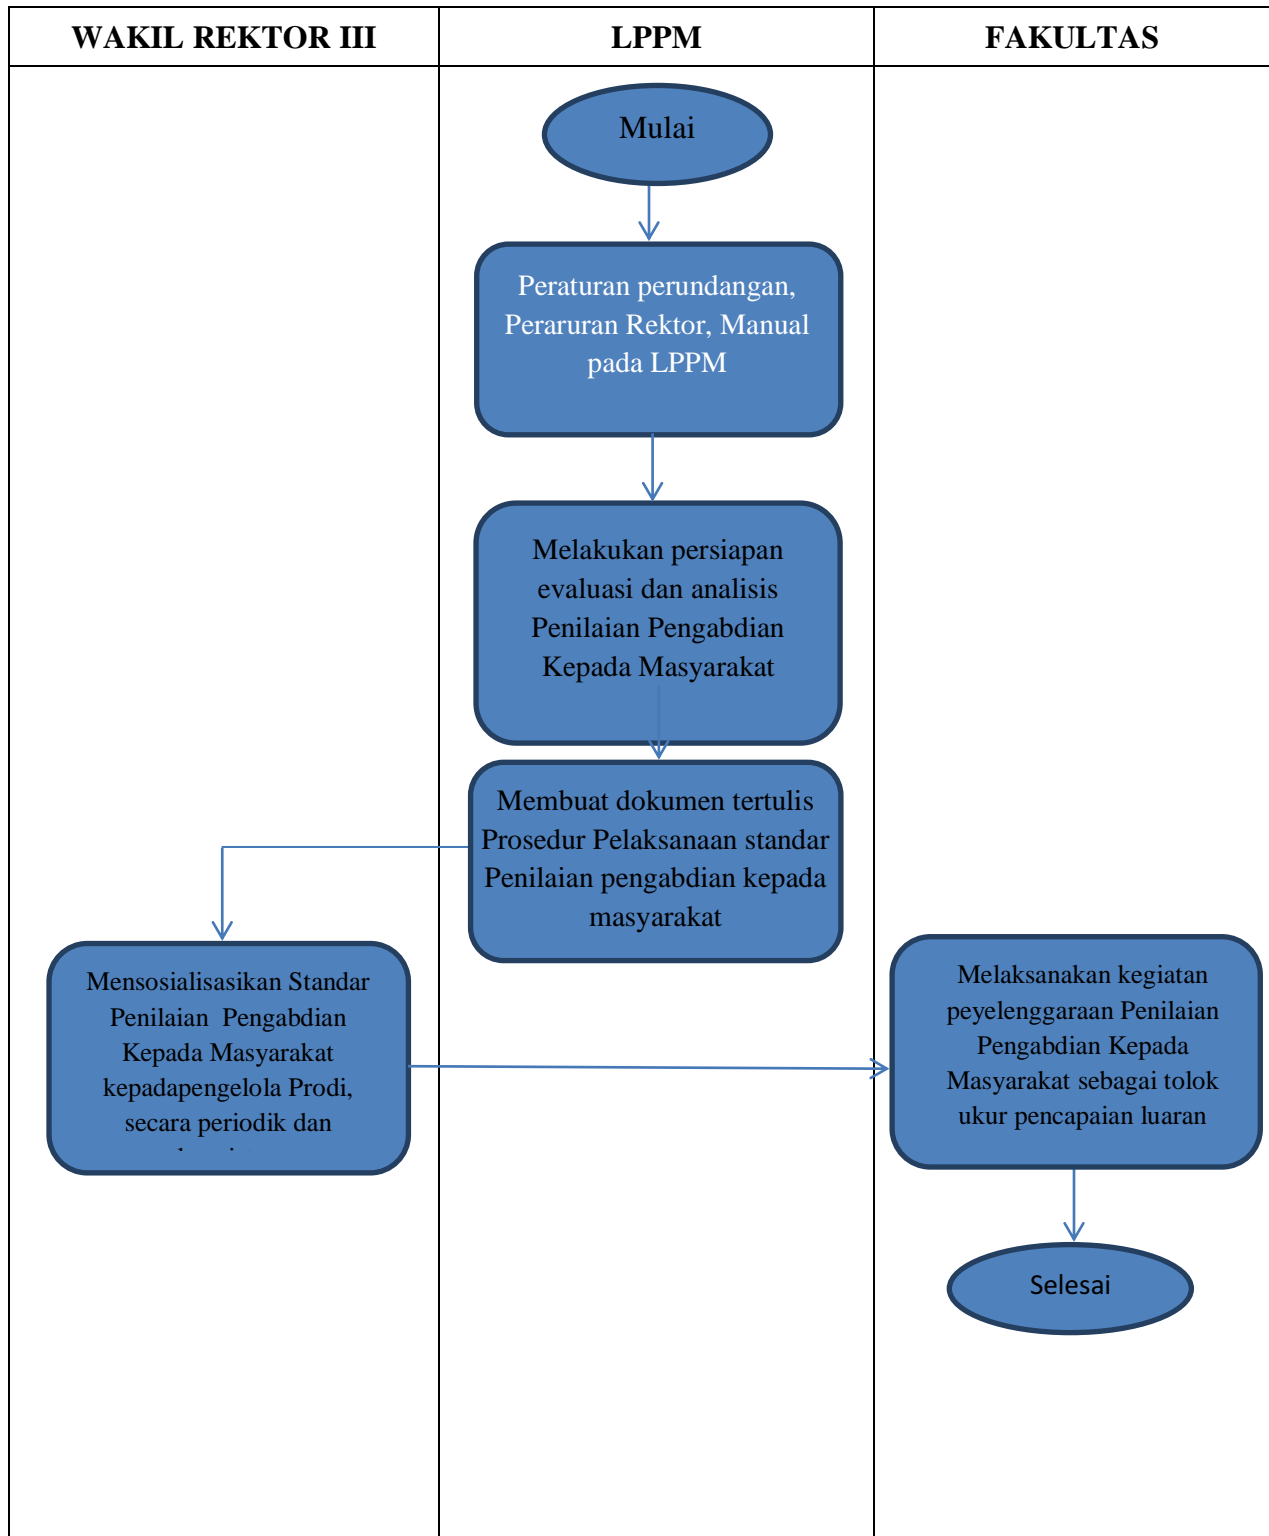 WAKIL REKTOR III
LPPM
FAKULTAS
Mulai
Peraturan perundangan,
Peraruran Rektor, Manual
pada LPPM
Melakukan persiapan
evaluasi dan analisis
Penilaian Pengabdian
Kepada Masyarakat
Membuat dokumen tertulis
Prosedur Pelaksanaan standar
Penilaian pengabdian kepada
masyarakat
Mensosialisasikan Standar
Penilaian Pengabdian
Kepada Masyarakat
kepadapengelola Prodi,
secara periodik dan
Melaksanakan kegiatan
peyelenggaraan Penilaian
Pengabdian Kepada
Masyarakat sebagai tolok
ukur pencapaian luaran
Selesai